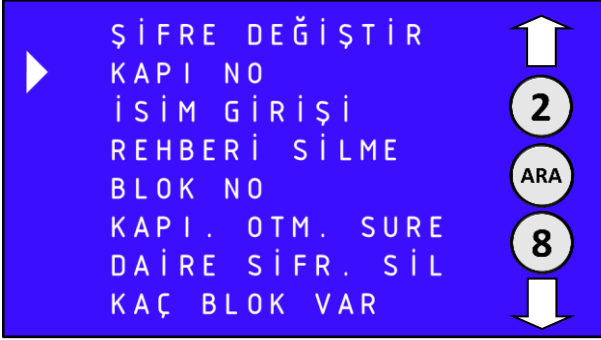 ŞİFRE DEĞİŞTİR
KAPI NO
İSİM GİRİŞİ
REHBERİ SİLME
BLOK NO
KAPI. OTM. SURE
DAİRE SİFR. SİL
KAÇ BLOK VAR
2
ARA
8